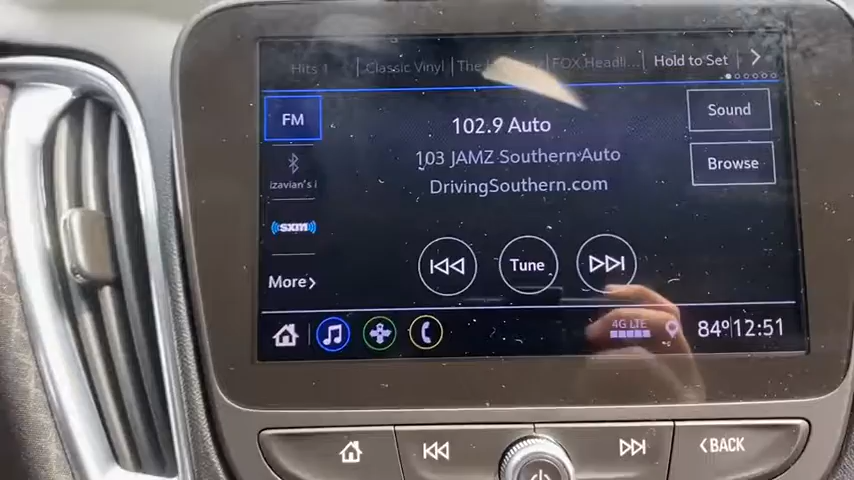 Hits 1 Classic Vinyl The FOX Headl... Hold to Set
FM
102.9 Auto
Sound
103 JAMZ Southern Auto
Browse
DrivingSouthern.com
izavian's
sxm
Tune
More
4G LTE
84° 12:51
BACK